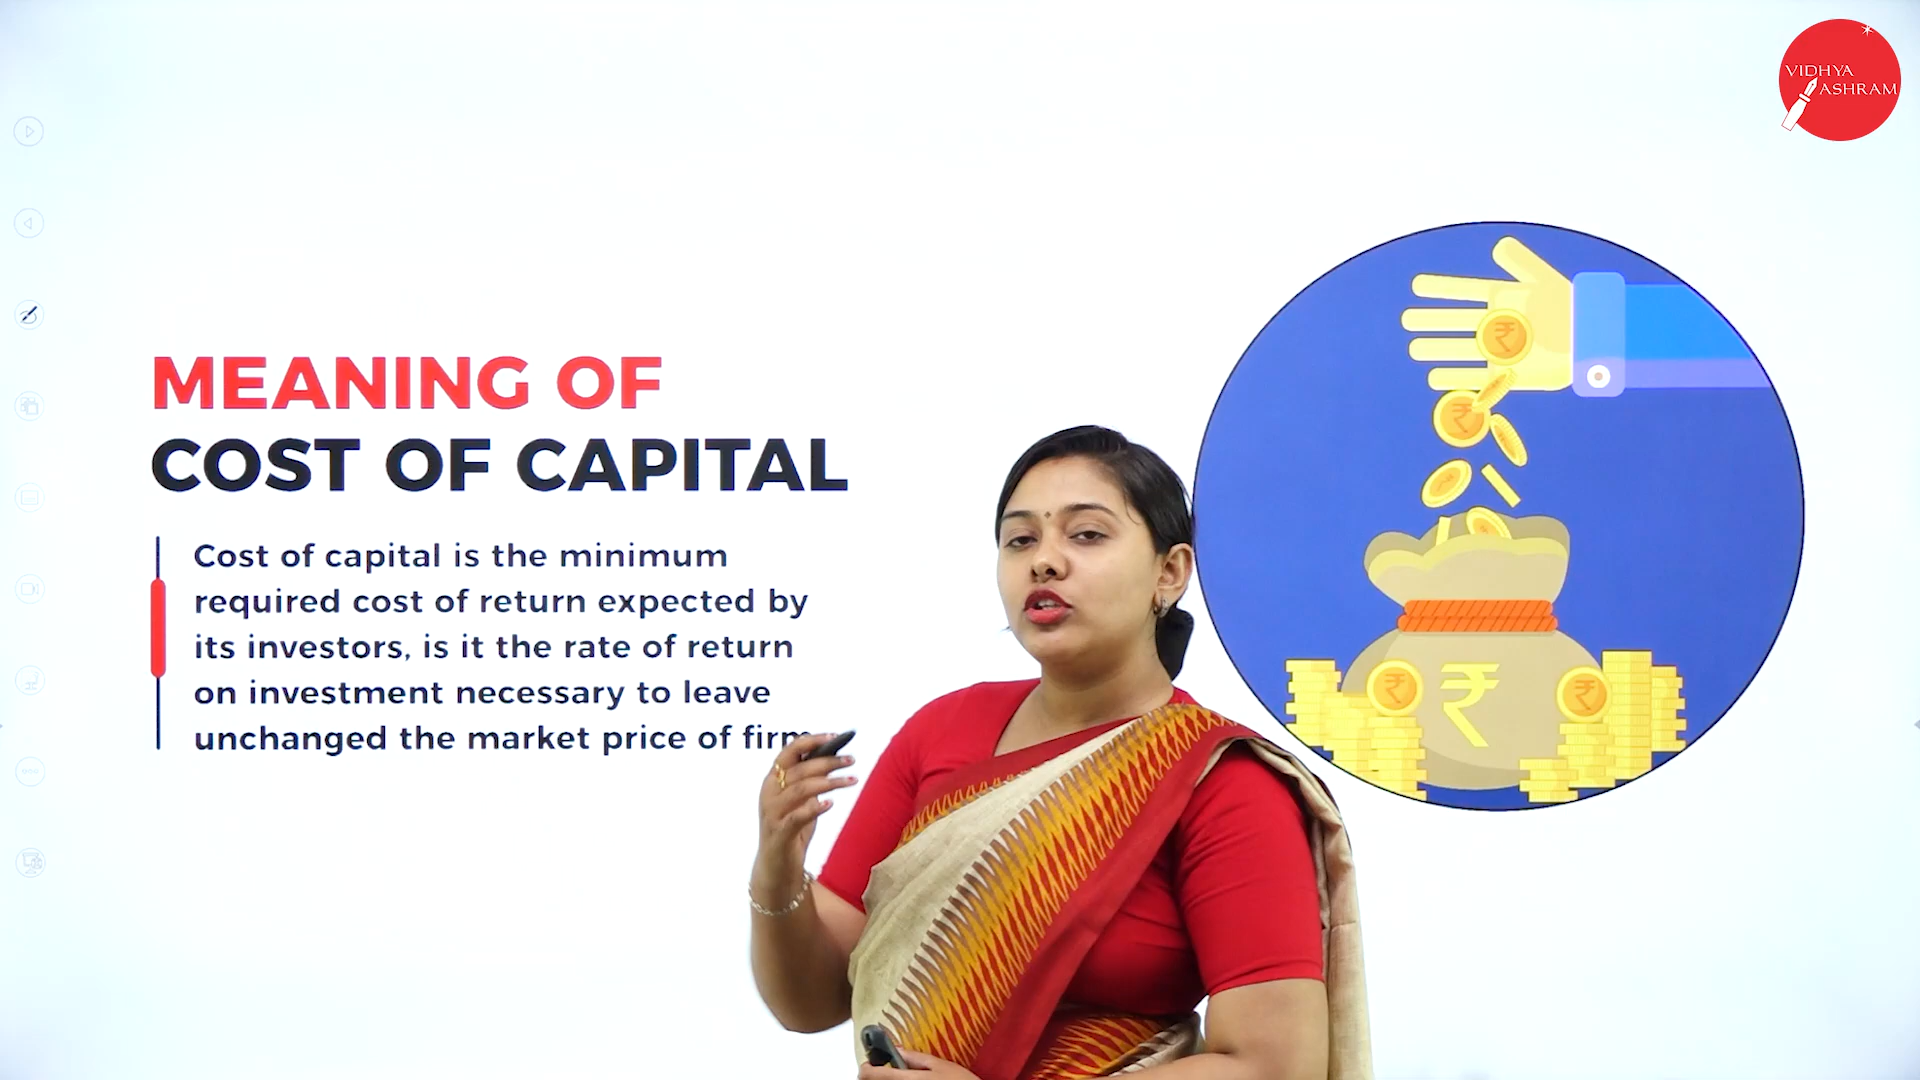 VIDHYA
ASHRAM
MEANING OF
COST OF CAPITAL
Cost of capital is the minimum
required cost of return expected by
its investors, is it the rate of return
on investment necessary to leave
unchanged the market price of firm
₹
₹
₹
₹
₹